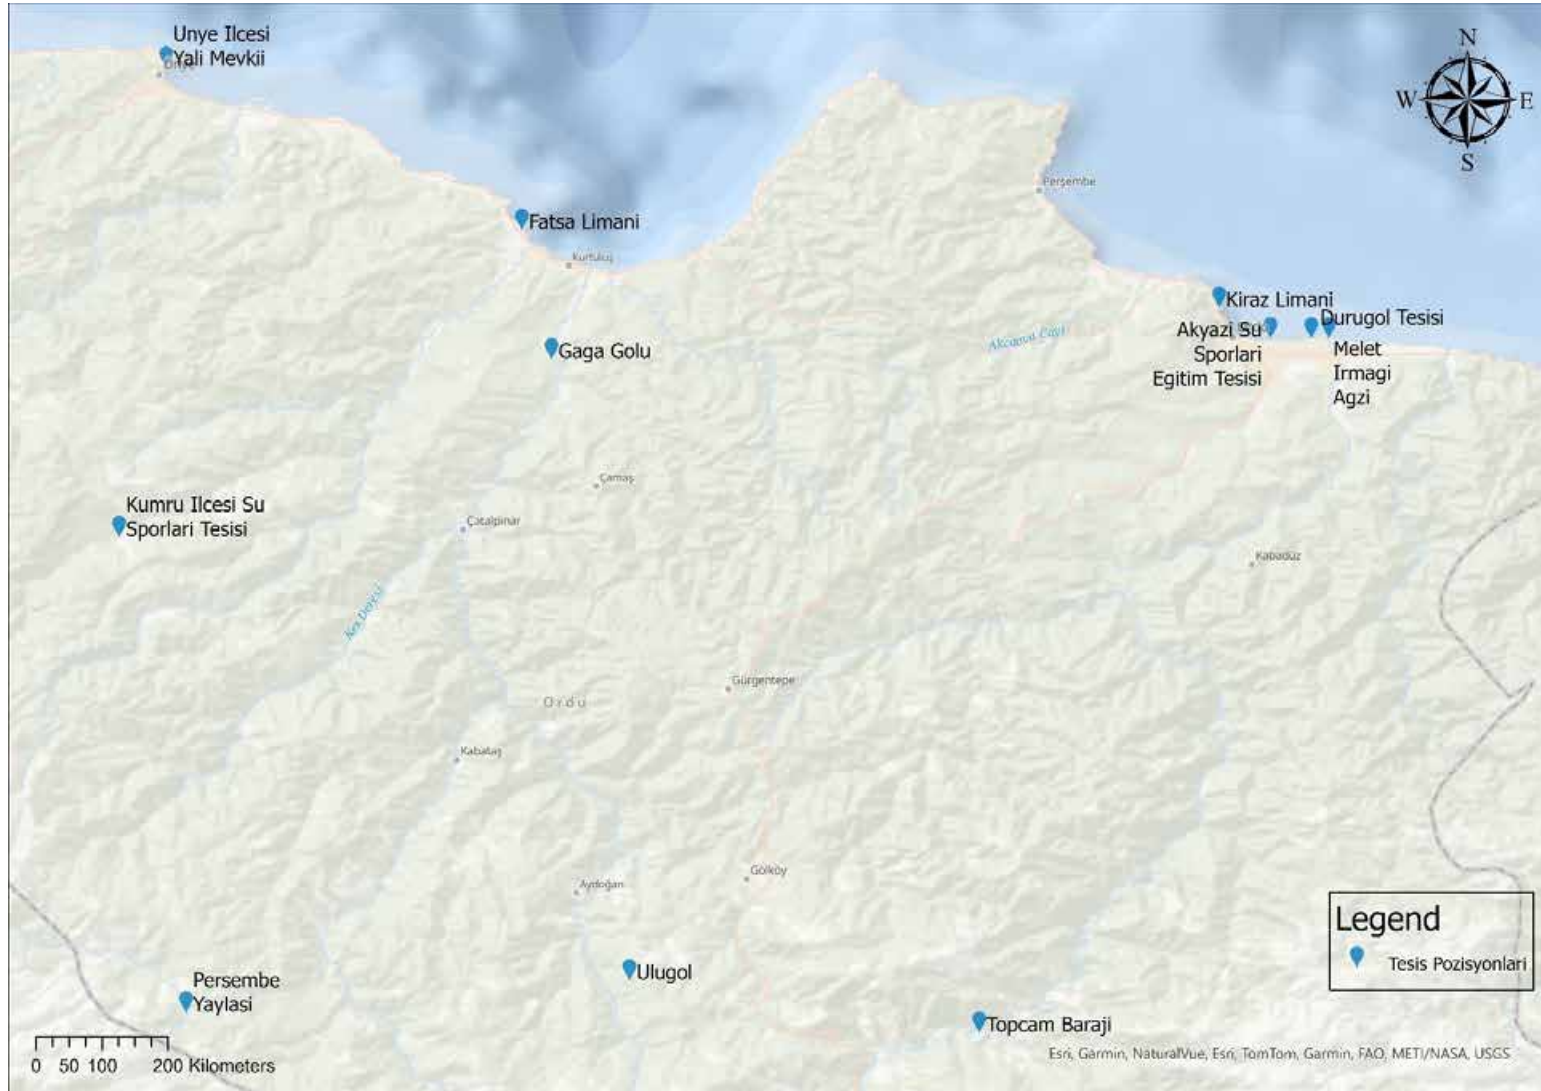 Unye Ilcesi
Yali Mevkii
N
W
E
S
Perşembe
Fatsa Limani
Kurtuluş
Kiraz Limani
Durugol Tesisi
Akyazi Su
Sporlari
Egitim Tesisi
Melet
Irmagi
Agzi
Akçaova Çayı
Gaga Golu
Çamaş
Kumru Ilcesi Su
Sporlari Tesisi
Çatalpinar
Kabadüz
Gürgentepe
Ordu
Kabataş
Gölköy
Aydoğan
Legend
Tesis Pozisyonlari
Ulugol
Persembe
Yaylasi
Topcam Baraji
0 50 100 200 Kilometers
Esri, Garmin, NaturalVue, Esri, TomTom, Garmin, FAO, METI/NASA, USGS